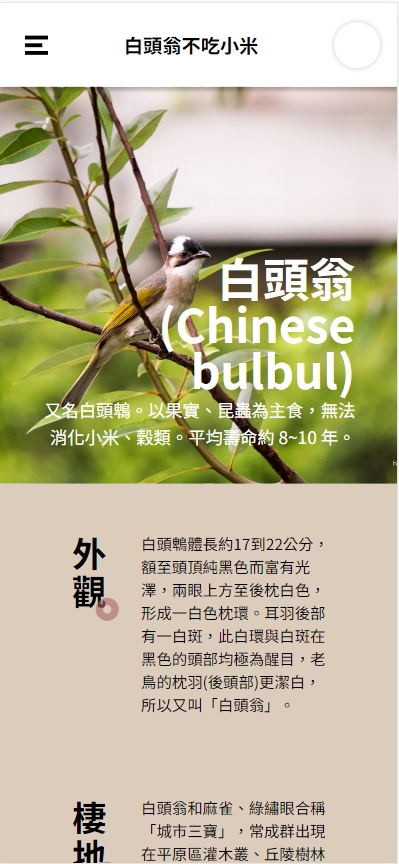 白頭翁不吃小米
白頭翁
(Chinese
bulbul)
又名白頭鵯。以果實、昆蟲為主食，無法
消化小米、穀類。平均壽命約 8~10 年。
外
觀
白頭鵯體長約17到22公分，
額至頭頂純黑色而富有光
澤，兩眼上方至後枕白色，
形成一白色枕環。耳羽後部
有一白斑，此白環與白斑在
黑色的頭部均極為醒目，老
鳥的枕羽(後頭部)更潔白，
所以又叫「白頭翁」。
棲
地
白頭翁和麻雀、綠繡眼合稱
「城市三寶」，常成群出現
在平原區灌木叢、丘陵樹林